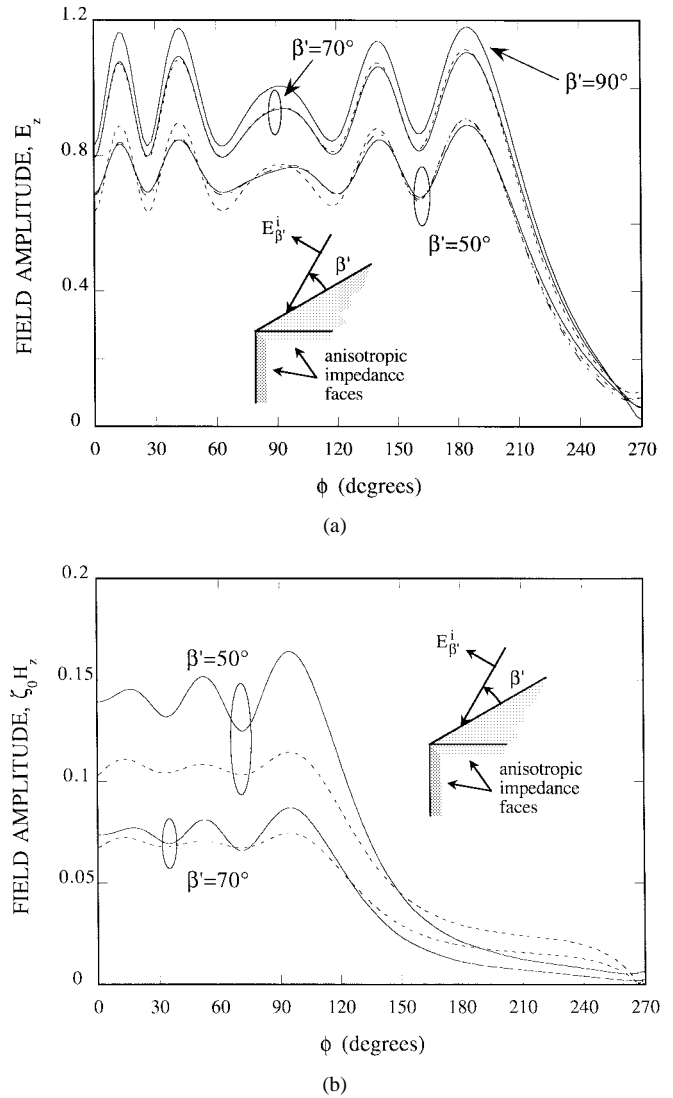 1.2
0.8
0.4
0
FIELD AMPLITUDE, E_z
β'=70°
β'=90°
β'=50°
E^i_β'
β'
anisotropic
impedance
faces
0 30 60 90 120 150 180 210 240 270
ϕ (degrees)
(a)
0.2
0.15
0.1
0.05
0
FIELD AMPLITUDE, ζ_0H_z
β'=50°
β'=70°
E^i_β'
β'
anisotropic
impedance
faces
0 30 60 90 120 150 180 210 240 270
ϕ (degrees)
(b)